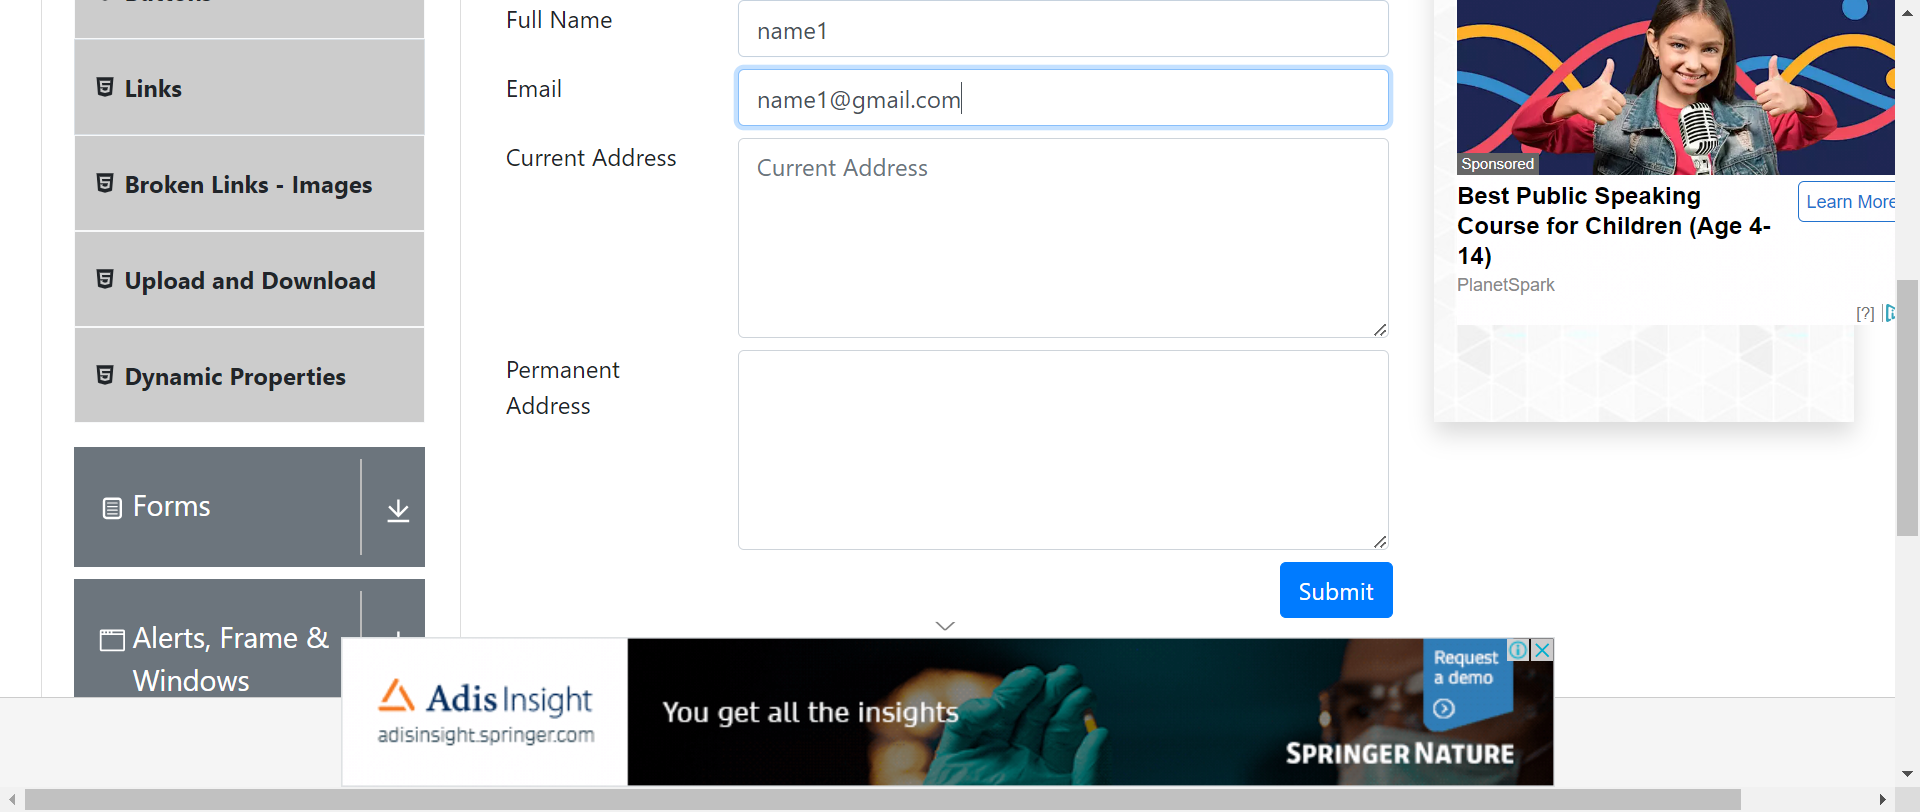 Links
Broken Links - Images
Upload and Download
Dynamic Properties
Forms
Alerts, Frame &
Windows
Full Name
name1
Email
name1@gmail.com
Current Address
Current Address
Permanent
Address
Submit
Sponsored
Best Public Speaking
Course for Children (Age 4-
14)
Learn More
PlanetSpark
[?]
Adis Insight
adisinsight.springer.com
You get all the insights
Request
a demo
SPRINGER NATURE